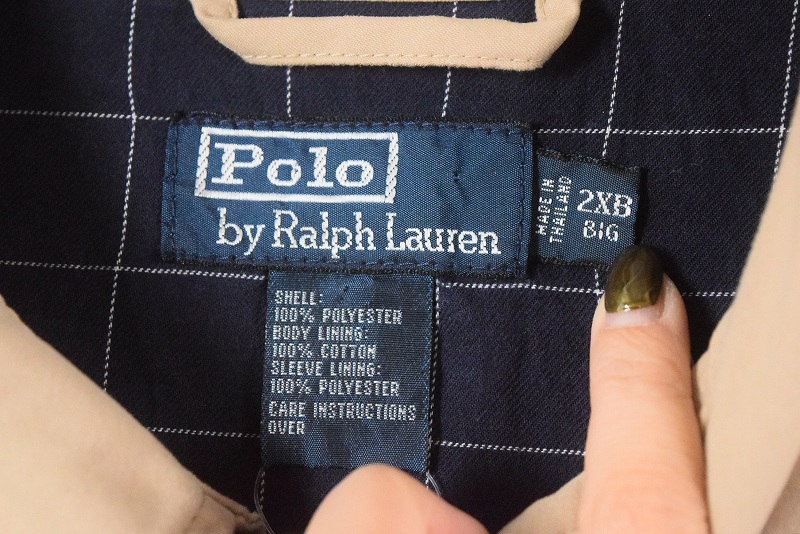 Polo
by Ralph Lauren
MADE IN
THAILAND
2XB
BIG
SHELL:
100% POLYESTER
BODY LINING:
100% COTTON
SLEEVE LINING:
100% POLYESTER
CARE INSTRUCTIONS
OVER